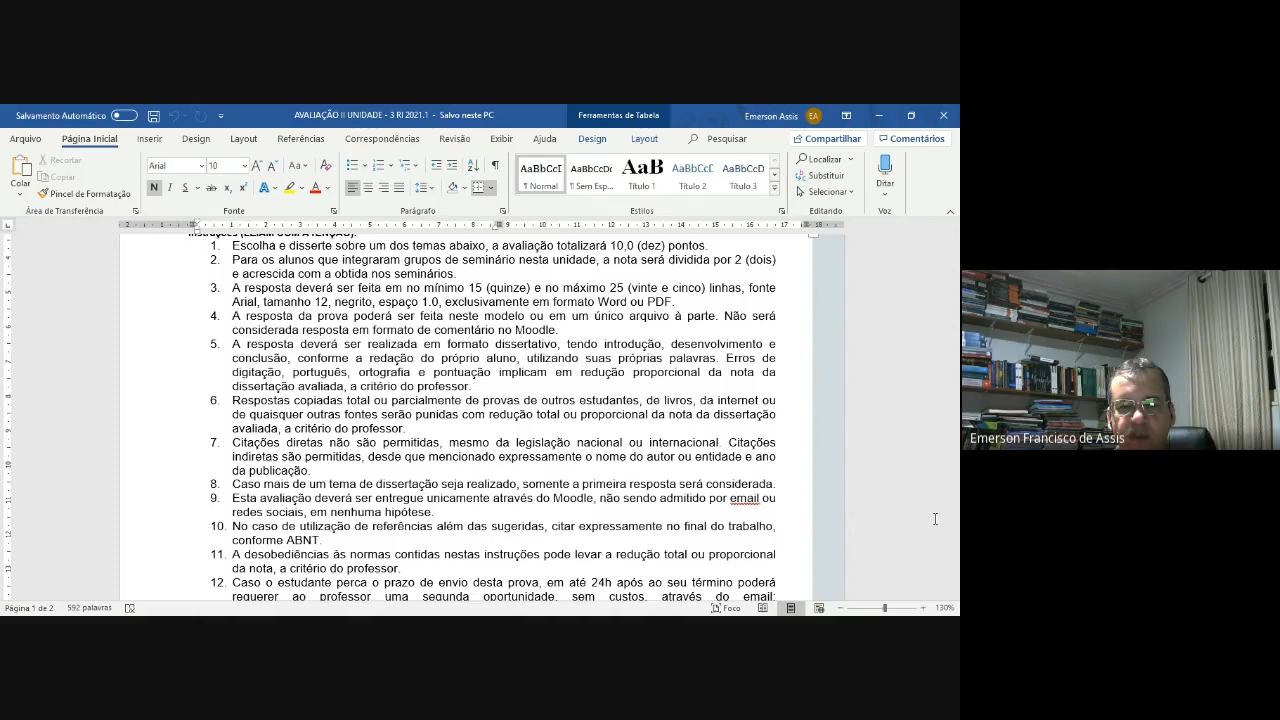 Salvamento Automático
AVALIAÇÃO II UNIDADE - 3 RI 2021.1 - Salvo neste PC
Ferramentas de Tabela
Emerson Assis EA
Arquivo Página Inicial Inserir Design Layout Referências Correspondências Revisão Exibir Ajuda Design Layout Pesquisar Compartilhar Comentários
Colar
Recortar
Copiar
Pincel de Formatação
Área de Transferência
Arial 10
N I S
Fonte
Parágrafo
AaBbCcI AaBbCcDc AaB AaBbCcC AaBbCcD
¶ Normal ¶ Sem Esp... Título 1 Título 2 Título 3
Estilos
Localizar
Substituir
Selecionar
Editando
Ditar
Voz
Instruções (LEIAM COM ATENÇÃO):
1. Escolha e disserte sobre um dos temas abaixo, a avaliação totalizará 10,0 (dez) pontos.
2. Para os alunos que integraram grupos de seminário nesta unidade, a nota será dividida por 2 (dois)
e acrescida com a obtida nos seminários.
3. A resposta deverá ser feita em no mínimo 15 (quinze) e no máximo 25 (vinte e cinco) linhas, fonte
Arial, tamanho 12, negrito, espaço 1.0, exclusivamente em formato Word ou PDF.
4. A resposta da prova poderá ser feita neste modelo ou em um único arquivo à parte. Não será
considerada resposta em formato de comentário no Moodle.
5. A resposta deverá ser realizada em formato dissertativo, tendo introdução, desenvolvimento e
conclusão, conforme a redação do próprio aluno, utilizando suas próprias palavras. Erros de
digitação, português, ortografia e pontuação implicam em redução proporcional da nota da
dissertação avaliada, a critério do professor.
6. Respostas copiadas total ou parcialmente de provas de outros estudantes, de livros, da internet ou
de quaisquer outras fontes serão punidas com redução total ou proporcional da nota da dissertação
avaliada, a critério do professor.
7. Citações diretas não são permitidas, mesmo da legislação nacional ou internacional. Citações
indiretas são permitidas, desde que mencionado expressamente o nome do autor ou entidade e ano
da publicação.
8. Caso mais de um tema de dissertação seja realizado, somente a primeira resposta será considerada.
9. Esta avaliação deverá ser entregue unicamente através do Moodle, não sendo admitido por email ou
redes sociais, em nenhuma hipótese.
10. No caso de utilização de referências além das sugeridas, citar expressamente no final do trabalho,
conforme ABNT.
11. A desobediências às normas contidas nestas instruções pode levar a redução total ou proporcional
da nota, a critério do professor.
12. Caso o estudante perca o prazo de envio desta prova, em até 24h após ao seu término poderá
requerer ao professor uma segunda oportunidade, sem custos, através do email:
Página 1 de 2 592 palavras Foco 130%
Emerson Francisco de Assis